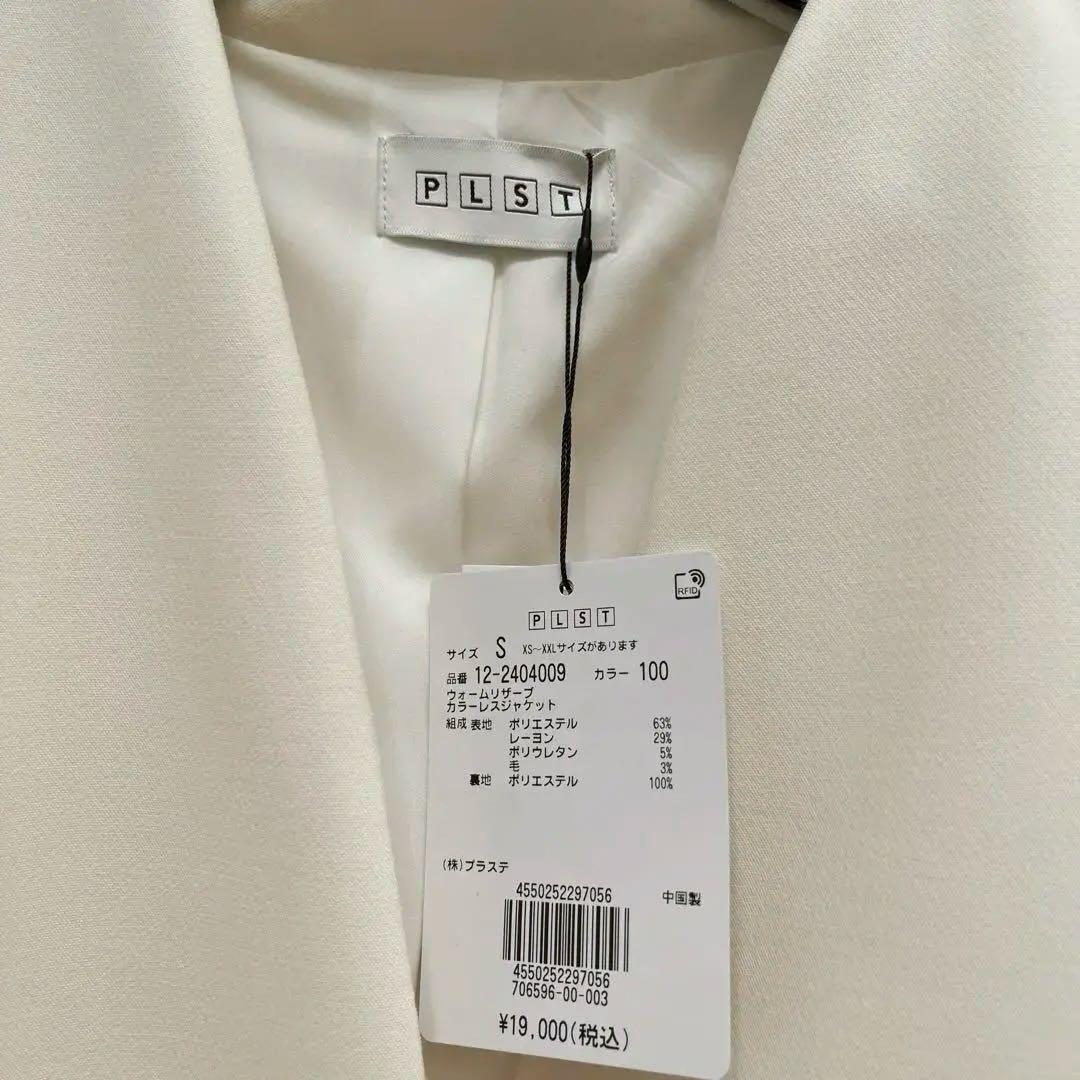 PLST
RFID
PLST
サイズ S XS～XXLサイズがあります
品番 12-2404009 カラー 100
ウォームリザーブ
カラーレスジャケット
組成 表地 ポリエステル 63%
レーヨン 29%
ポリウレタン 5%
毛 3%
裏地 ポリエステル 100%
(株)プラステ
4550252297056 中国製
4550252297056
706596-00-003
¥19,000(税込)